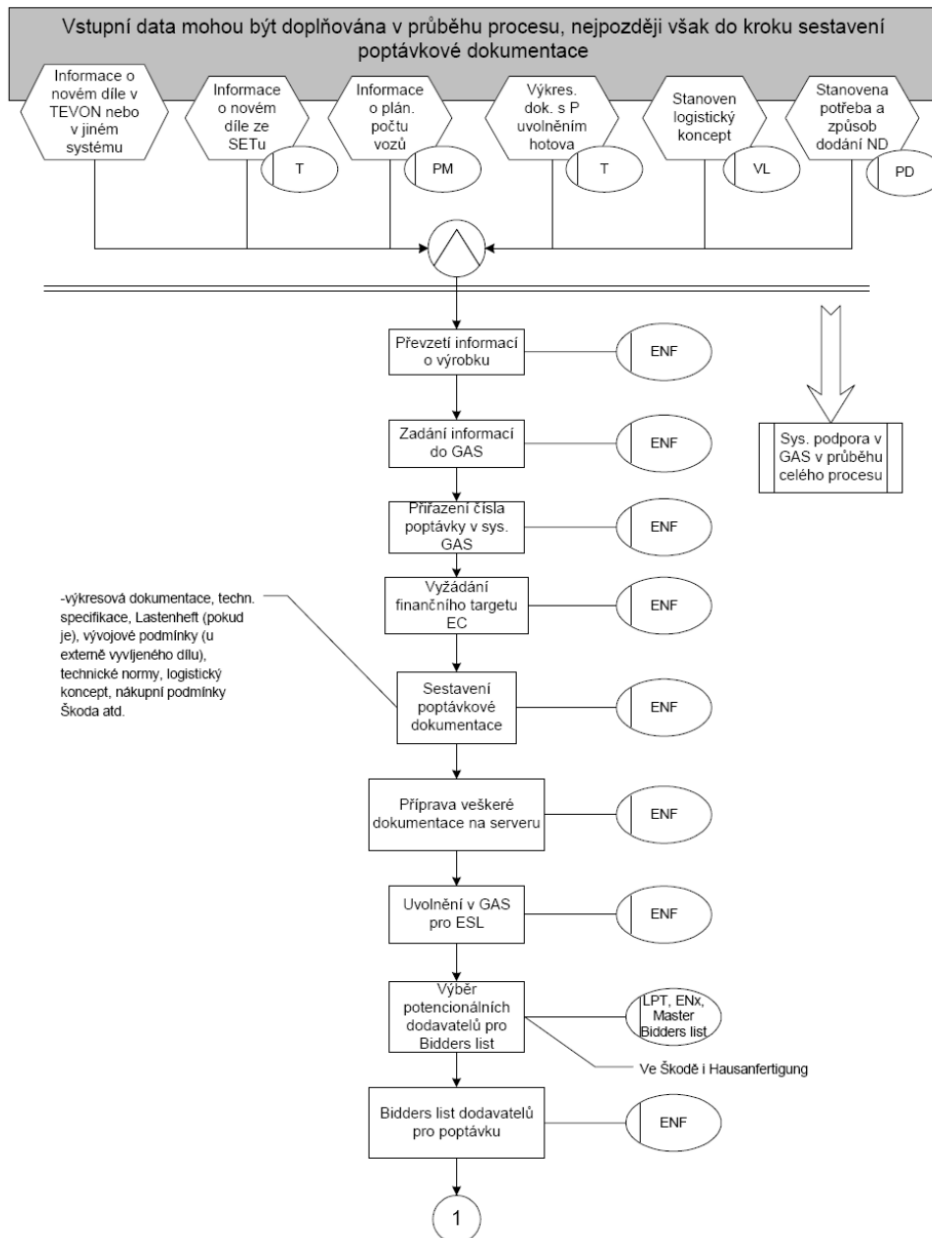 Vstupní data mohou být doplňována v průběhu procesu, nejpozději však do kroku sestavení
poptávkové dokumentace
Informace o
novém díle v
TEVON nebo
v jiném
systému
Informace
o novém
díle ze
SETu
T
Informace
o plán.
počtu
vozů
PM
Výkres.
dok. s P
uvolněním
hotova
T
Stanoven
logistický
koncept
VL
Stanovena
potřeba a
způsob
dodání ND
PD
Převzetí informací
o výrobku
ENF
Zadání informací
do GAS
ENF
Sys. podpora v
GAS v průběhu
celého procesu
Přiřazení čísla
poptávky v sys.
GAS
ENF
Vyžádání
finančního targetu
EC
ENF
-výkresová dokumentace, techn.
specifikace, Lastenheft (pokud
je), vývojové podmínky (u
externě vyvíjeného dílu),
technické normy, logistický
koncept, nákupní podmínky
Škoda atd.
Sestavení
poptávkové
dokumentace
ENF
Příprava veškeré
dokumentace na serveru
ENF
Uvolnění v GAS
pro ESL
ENF
Výběr
potencionálních
dodavatelů pro
Bidders list
LPT, ENx,
Master
Bidders list
Ve Škodě i Hausanfertigung
Bidders list dodavatelů
pro poptávku
ENF
1